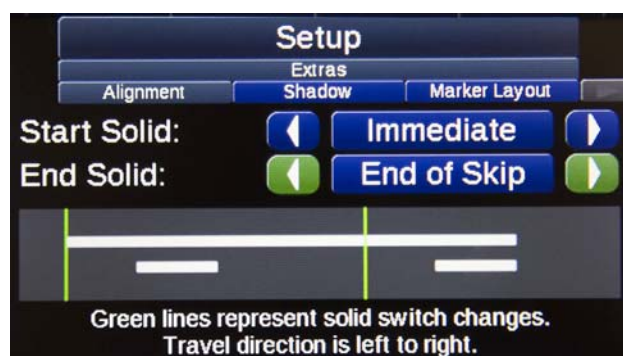 Setup
Extras
Alignment Shadow Marker Layout
Start Solid: Immediate
End Solid: End of Skip
Green lines represent solid switch changes.
Travel direction is left to right.